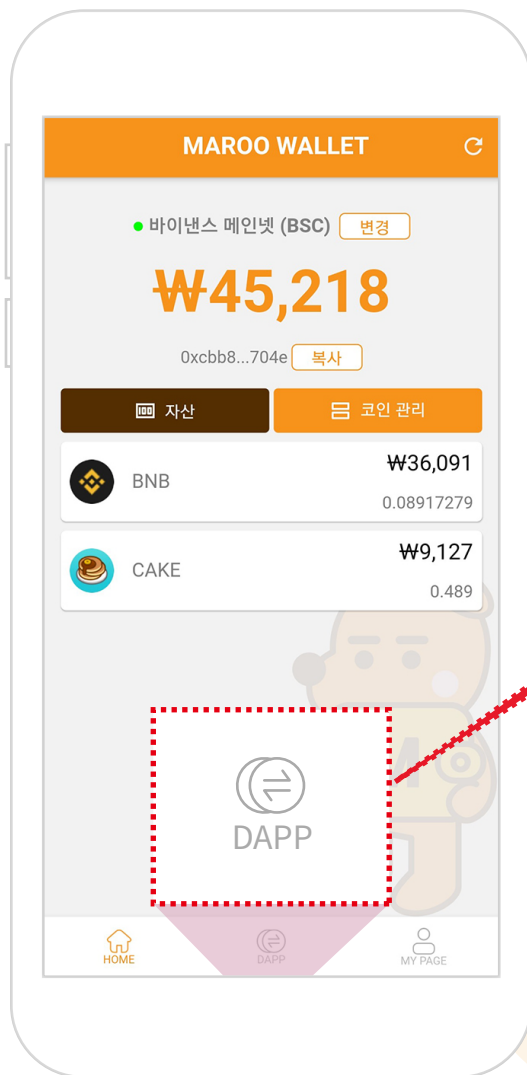 MAROO WALLET
바이낸스 메인넷 (BSC) 변경
₩45,218
0xcbb8...704e 복사
자산 코인 관리
BNB ₩36,091
0.08917279
CAKE ₩9,127
0.489
DAPP
HOME DAPP MY PAGE